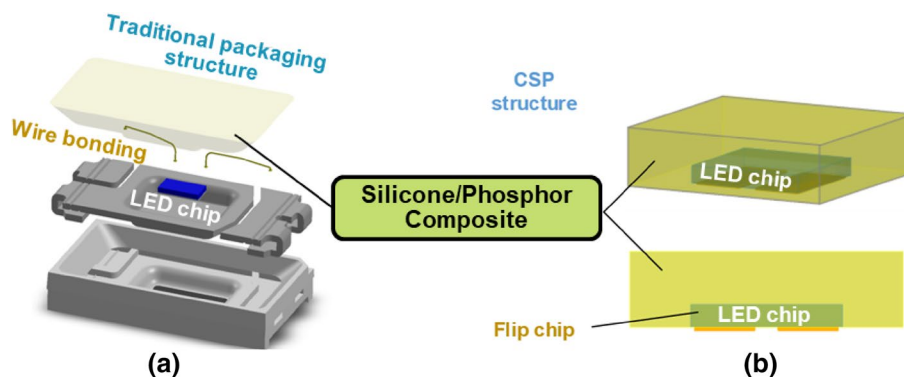 Traditional packaging
structure
Wire bonding
LED chip
(a)
Silicone/Phosphor
Composite
CSP
structure
LED chip
Flip chip
LED chip
(b)